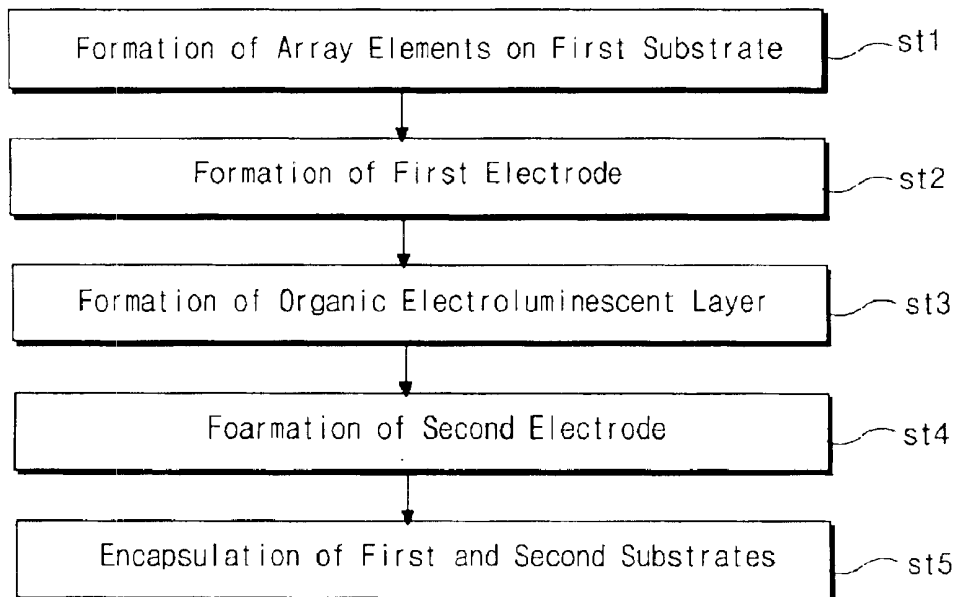 Formation of Array Elements on First Substrate
st1
Formation of First Electrode
st2
Formation of Organic Electroluminescent Layer
st3
Foarmation of Second Electrode
st4
Encapsulation of First and Second Substrates
st5